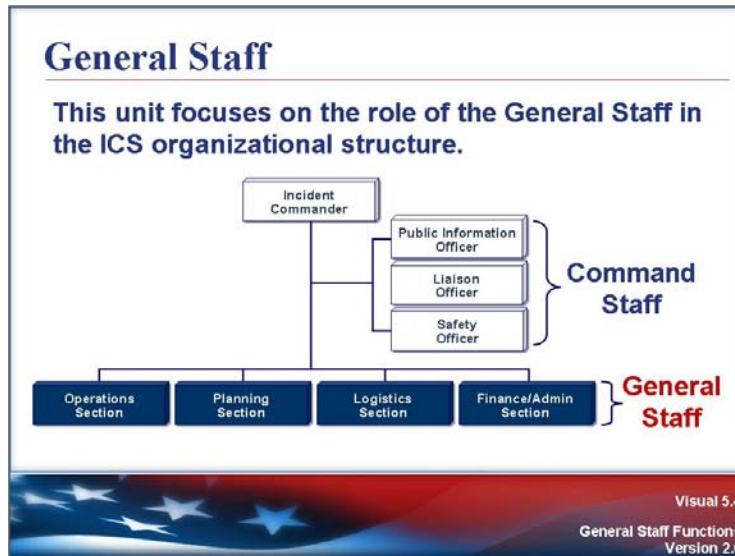 General Staff
This unit focuses on the role of the General Staff in
the ICS organizational structure.
Incident
Commander
Public Information
Officer
Liaison
Officer
Safety
Officer
Command
Staff
Operations
Section
Planning
Section
Logistics
Section
Finance/Admin
Section
General
Staff
Visual 5.
General Staff Function
Version 2.